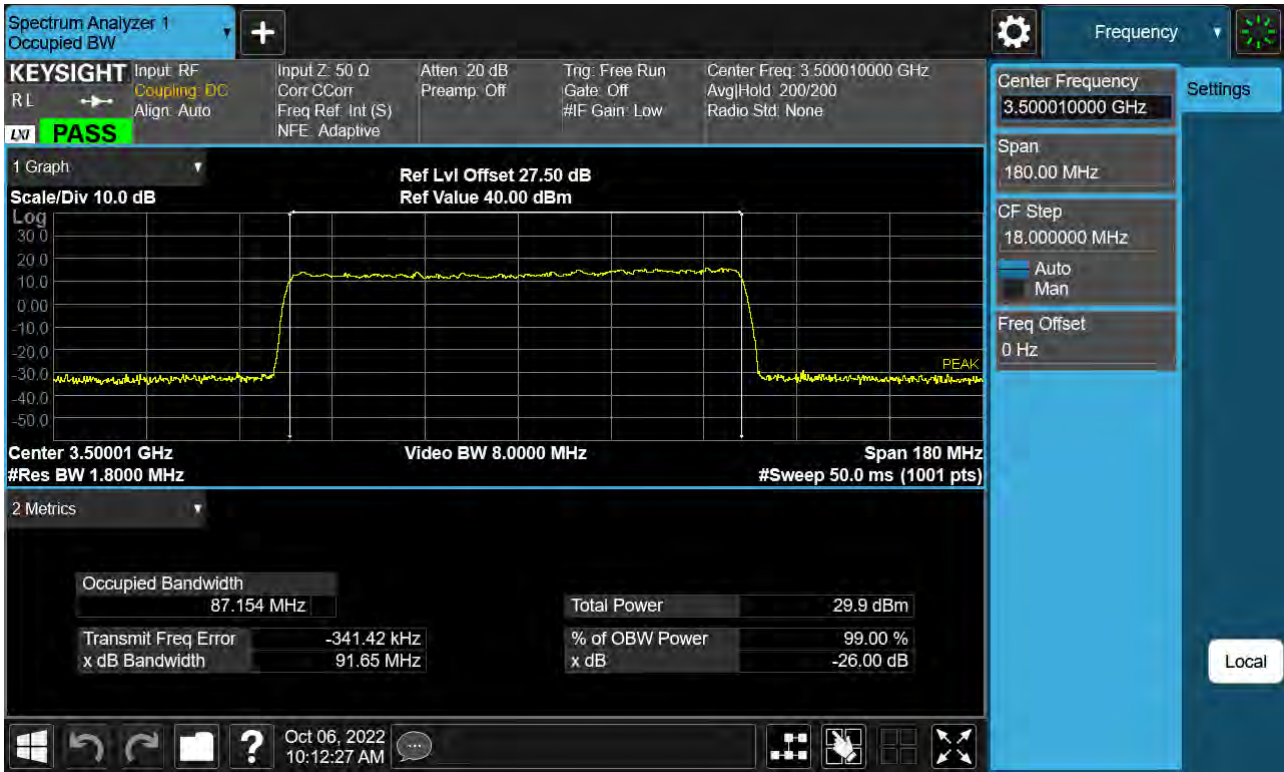 Spectrum Analyzer 1
Occupied BW
Frequency
KEYSIGHT
RL
LXI
PASS
Input: RF
Coupling: DC
Align: Auto
Input Z: 50 Ω
Corr CCorr
Freq Ref: Int (S)
NFE: Adaptive
Atten: 20 dB
Preamp: Off
Trig: Free Run
Gate: Off
#IF Gain: Low
Center Freq: 3.500010000 GHz
Avg|Hold: 200/200
Radio Std: None
Center Frequency
3.500010000 GHz
Settings
Span
180.00 MHz
CF Step
18.000000 MHz
Auto
Man
Freq Offset
0 Hz
1 Graph
Scale/Div 10.0 dB
Ref Lvl Offset 27.50 dB
Ref Value 40.00 dBm
Log
30.0
20.0
10.0
0.00
-10.0
-20.0
-30.0
-40.0
-50.0
PEAK
Center 3.50001 GHz
#Res BW 1.8000 MHz
Video BW 8.0000 MHz
Span 180 MHz
#Sweep 50.0 ms (1001 pts)
2 Metrics
Occupied Bandwidth
87.154 MHz
Transmit Freq Error -341.42 kHz
x dB Bandwidth 91.65 MHz
Total Power 29.9 dBm
% of OBW Power 99.00 %
x dB -26.00 dB
Local
Oct 06, 2022
10:12:27 AM